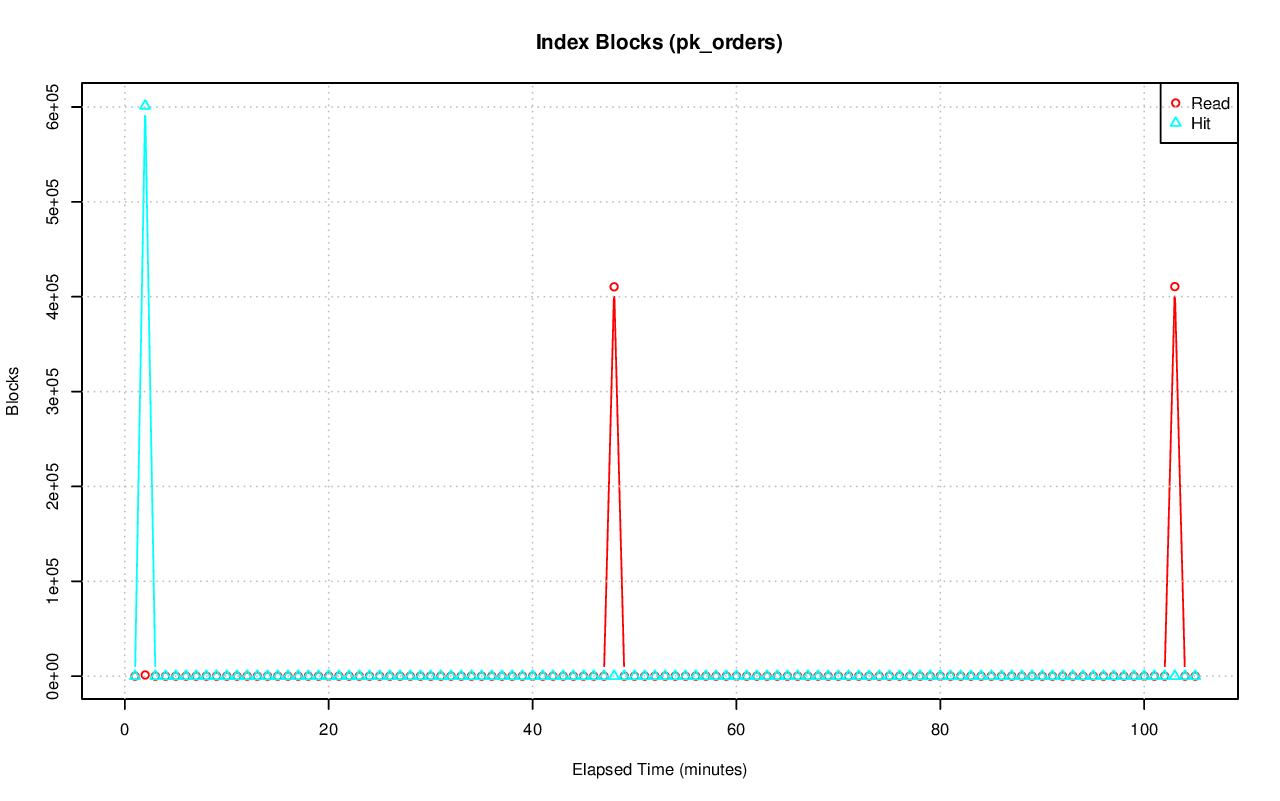 Index Blocks (pk_orders)
Read
Hit
6e+05
5e+05
4e+05
3e+05
2e+05
1e+05
0e+00
Blocks
0 20 40 60 80 100
Elapsed Time (minutes)